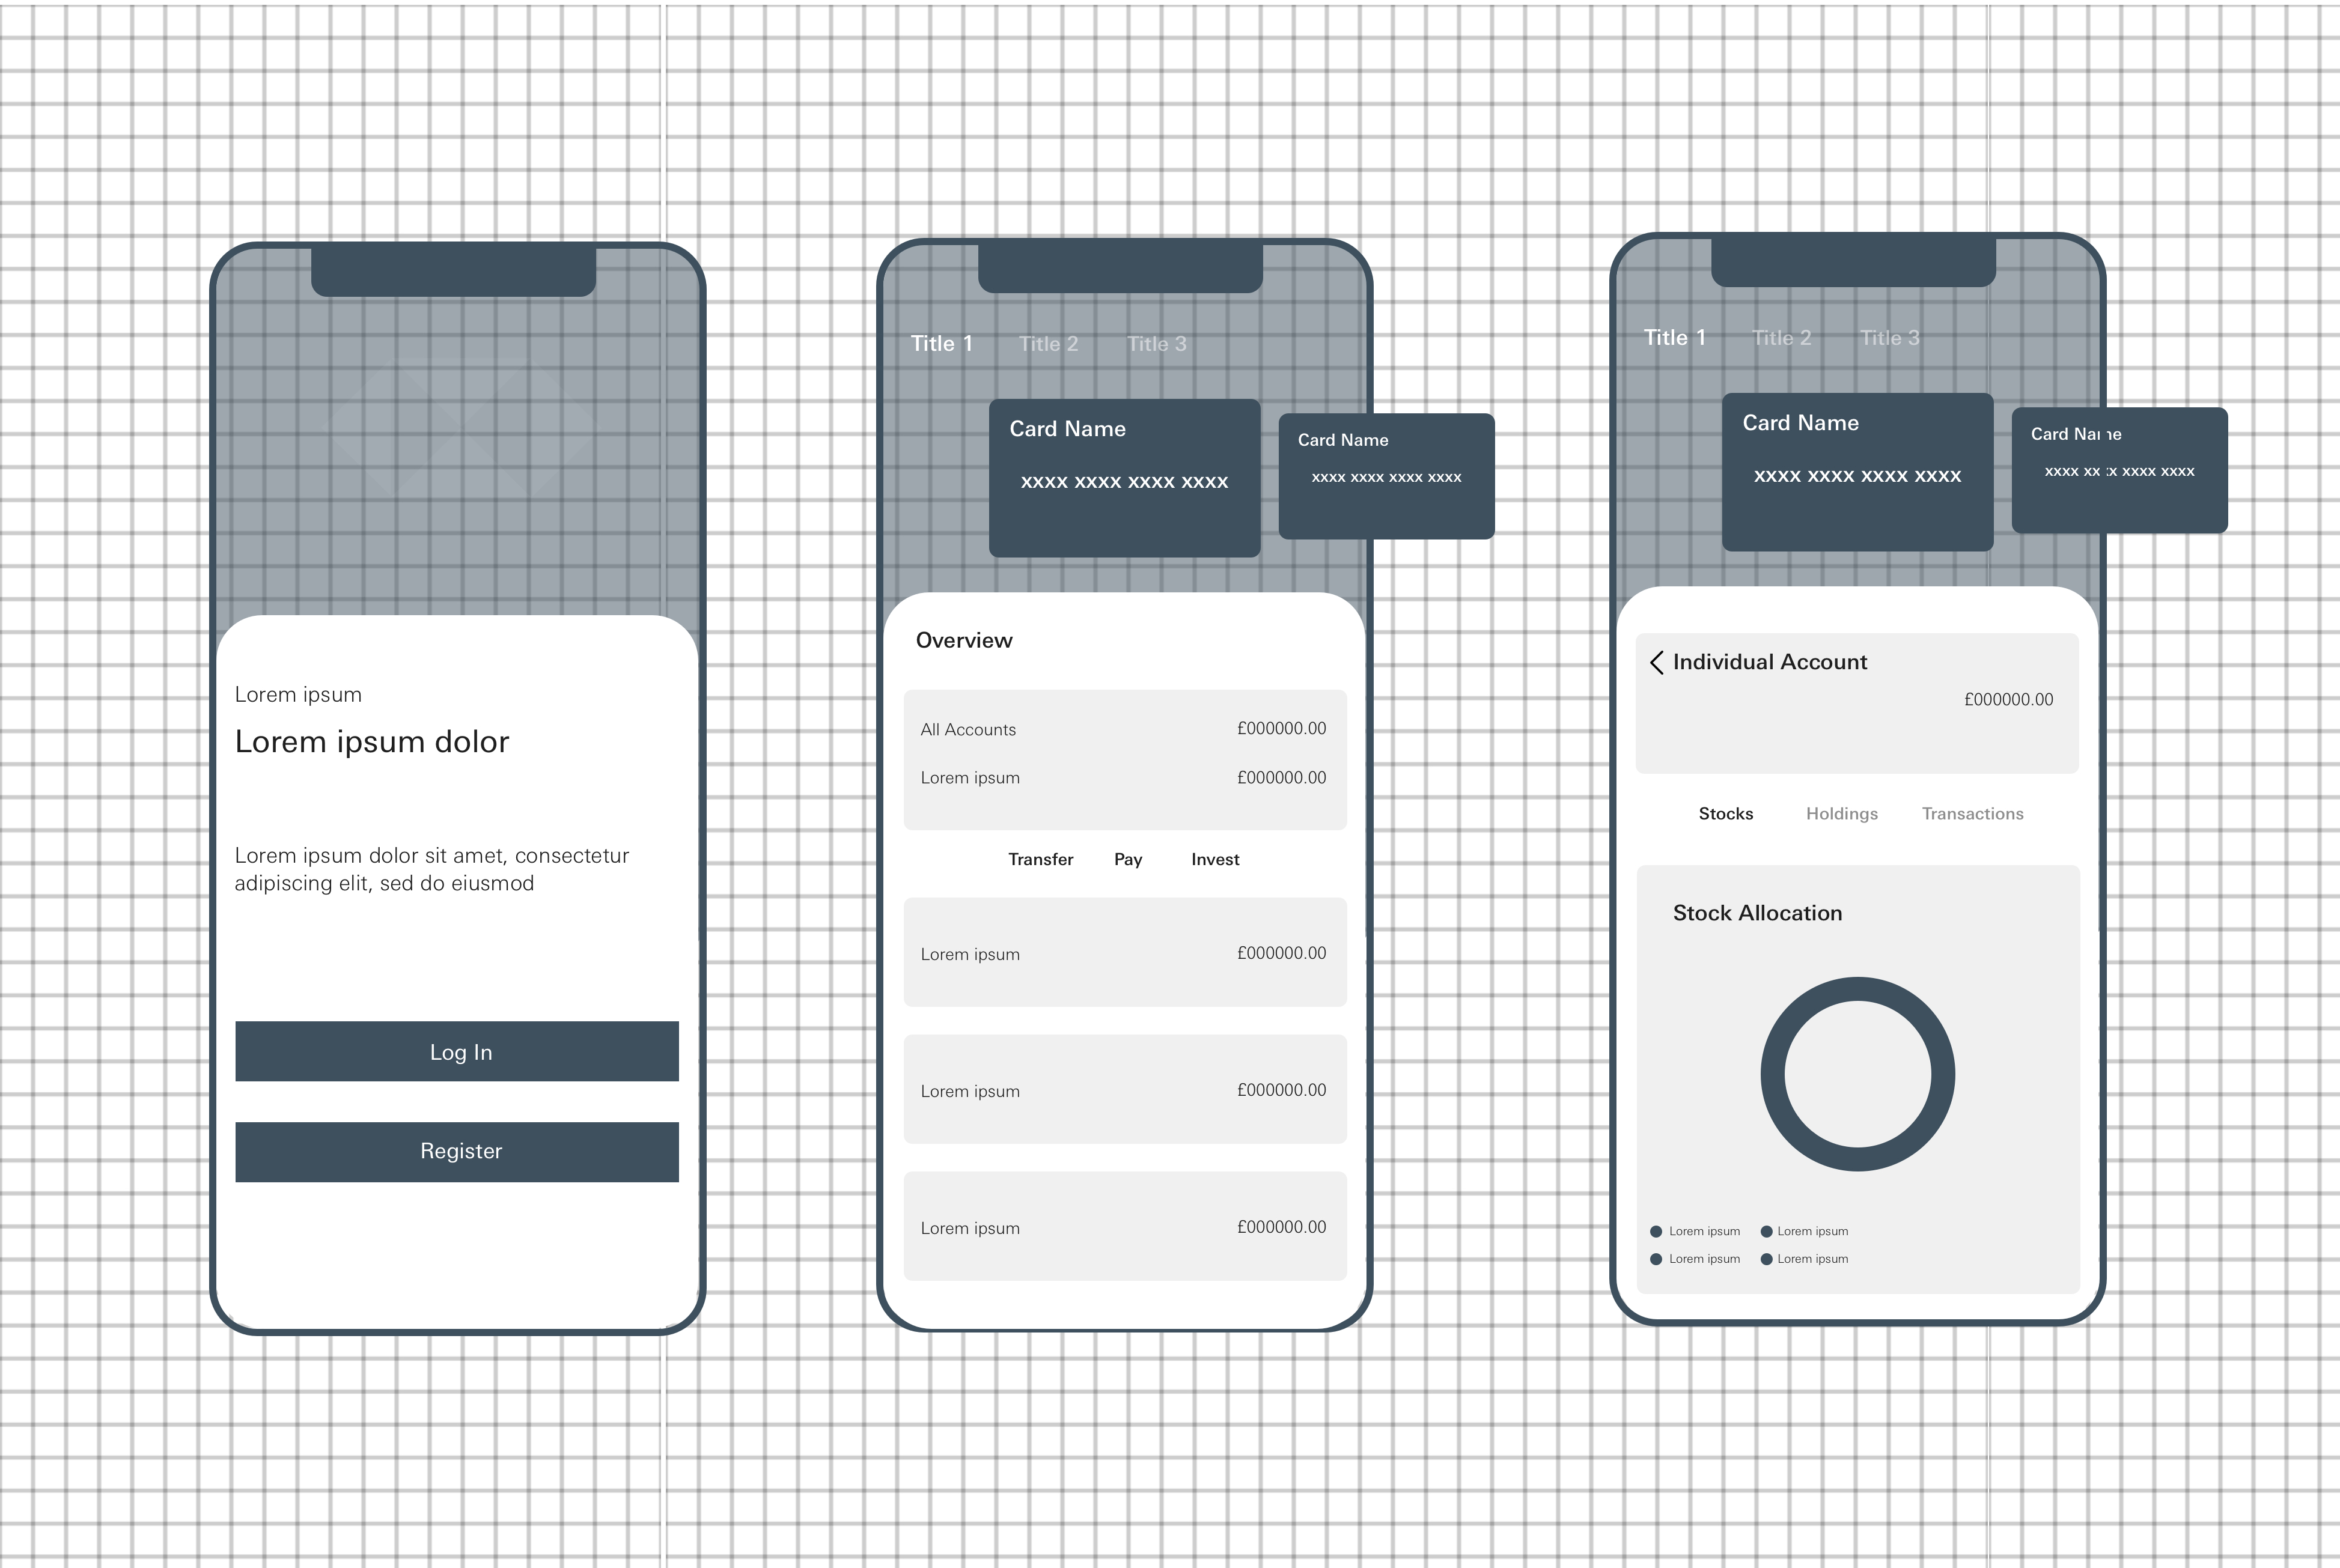 Lorem ipsum
Lorem ipsum dolor
Lorem ipsum dolor sit amet, consectetur
adipiscing elit, sed do eiusmod
Log In
Register
Title 1 Title 2 Title 3
Card Name
xxxx xxxx xxxx xxxx
Card Name
xxxx xxxx xxxx xxxx
Overview
All Accounts £000000.00
Lorem ipsum £000000.00
Transfer Pay Invest
Lorem ipsum £000000.00
Lorem ipsum £000000.00
Lorem ipsum £000000.00
Title 1 Title 2 Title 3
Card Name
xxxx xxxx xxxx xxxx
Card Name
xxxx xxxx xxxx xxxx
Individual Account
£000000.00
Stocks Holdings Transactions
Stock Allocation
Lorem ipsum Lorem ipsum
Lorem ipsum Lorem ipsum